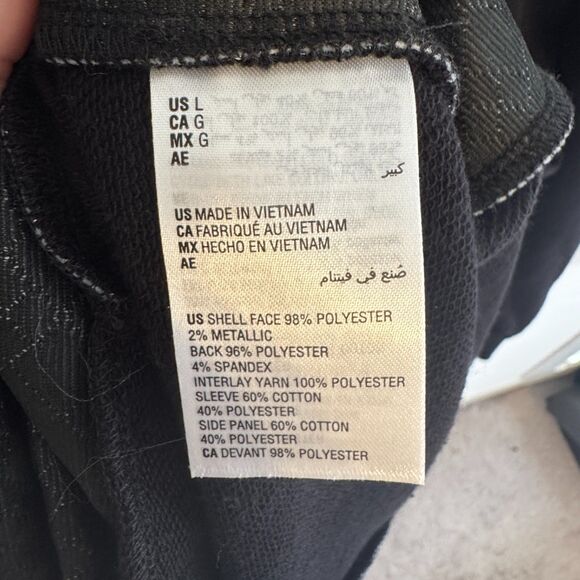 US L
CA G
MX G
AE
كبير
US MADE IN VIETNAM
CA FABRIQUÉ AU VIETNAM
MX HECHO EN VIETNAM
AE
صُنع في فيتنام
US SHELL FACE 98% POLYESTER
2% METALLIC
BACK 96% POLYESTER
4% SPANDEX
INTERLAY YARN 100% POLYESTER
SLEEVE 60% COTTON
40% POLYESTER
SIDE PANEL 60% COTTON
40% POLYESTER
CA DEVANT 98% POLYESTER